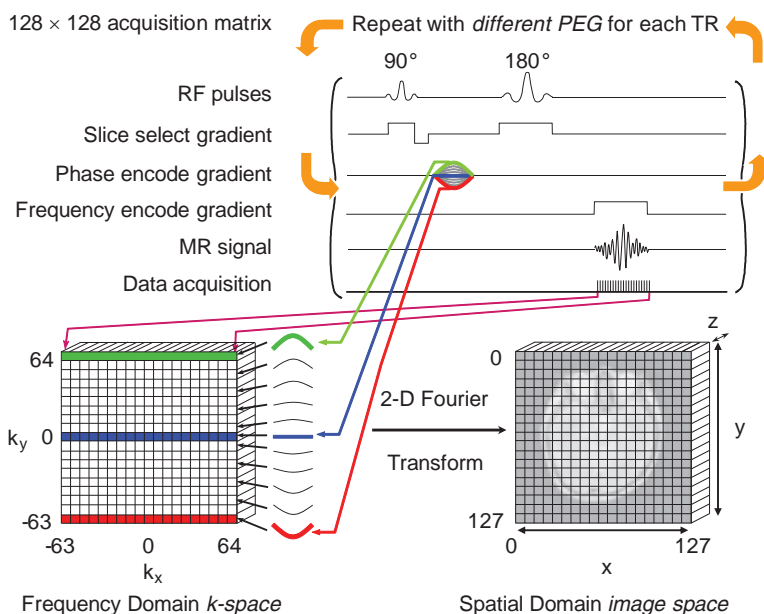 128 × 128 acquisition matrix
Repeat with different PEG for each TR
90°
180°
RF pulses
Slice select gradient
Phase encode gradient
Frequency encode gradient
MR signal
Data acquisition
64
k_y 0
-63
-63 0 64
k_x
Frequency Domain k-space
2-D Fourier
Transform
z
0
y
127
0 127
x
Spatial Domain image space